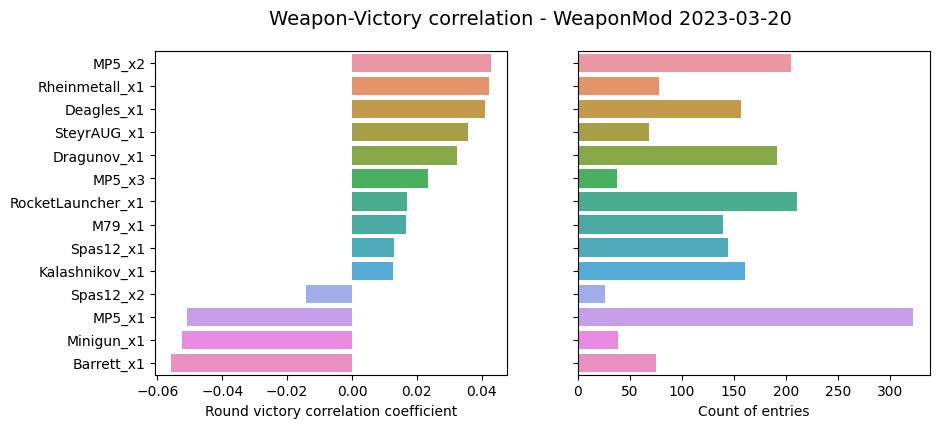 Weapon-Victory correlation - WeaponMod 2023-03-20
MP5_x2
Rheinmetall_x1
Deagles_x1
SteyrAUG_x1
Dragunov_x1
MP5_x3
RocketLauncher_x1
M79_x1
Spas12_x1
Kalashnikov_x1
Spas12_x2
MP5_x1
Minigun_x1
Barrett_x1
−0.06 −0.04 −0.02 0.00 0.02 0.04
Round victory correlation coefficient
0 50 100 150 200 250 300
Count of entries